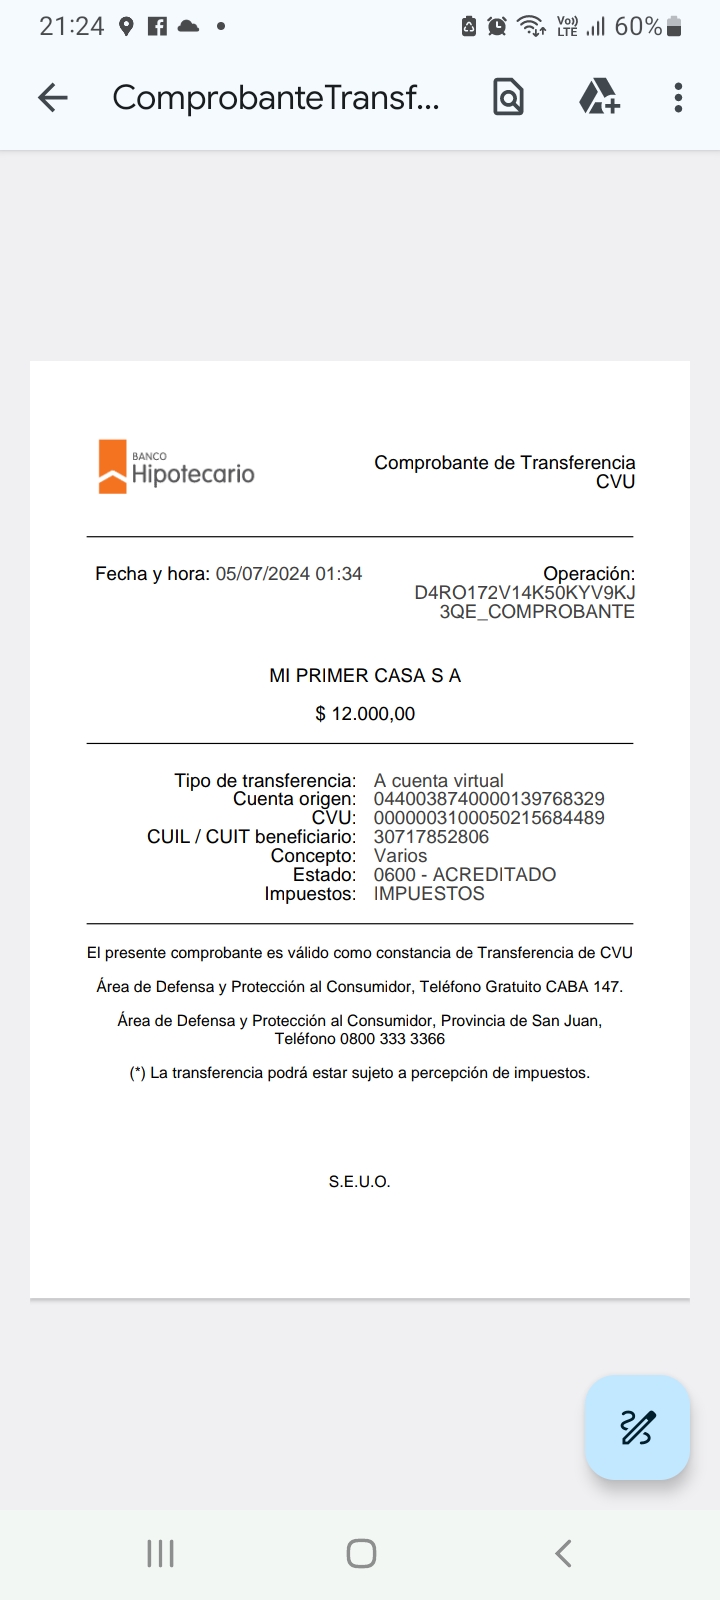 21:24
Vo)) LTE 60%
ComprobanteTransf...
BANCO
Hipotecario
Comprobante de Transferencia
CVU
Fecha y hora: 05/07/2024 01:34
Operación:
D4RO172V14K50KYV9KJ
3QE_COMPROBANTE
MI PRIMER CASA S A
$ 12.000,00
Tipo de transferencia: A cuenta virtual
Cuenta origen: 0440038740000139768329
CVU: 0000003100050215684489
CUIL / CUIT beneficiario: 30717852806
Concepto: Varios
Estado: 0600 - ACREDITADO
Impuestos: IMPUESTOS
El presente comprobante es válido como constancia de Transferencia de CVU
Área de Defensa y Protección al Consumidor, Teléfono Gratuito CABA 147.
Área de Defensa y Protección al Consumidor, Provincia de San Juan,
Teléfono 0800 333 3366
(*) La transferencia podrá estar sujeto a percepción de impuestos.
S.E.U.O.